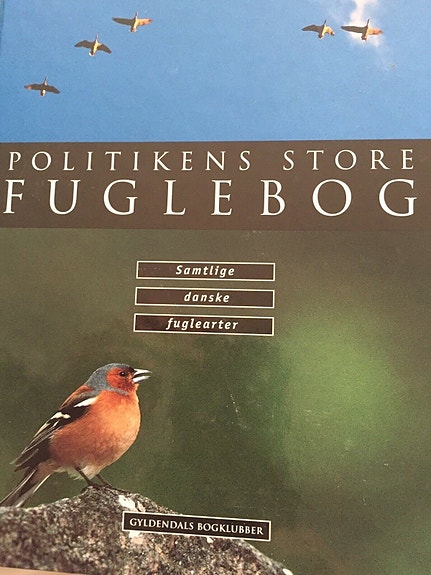 POLITIKENS STORE
FUGLEBOG
Samtlige
danske
fuglearter
GYLDENDALS BOGKLUBBER